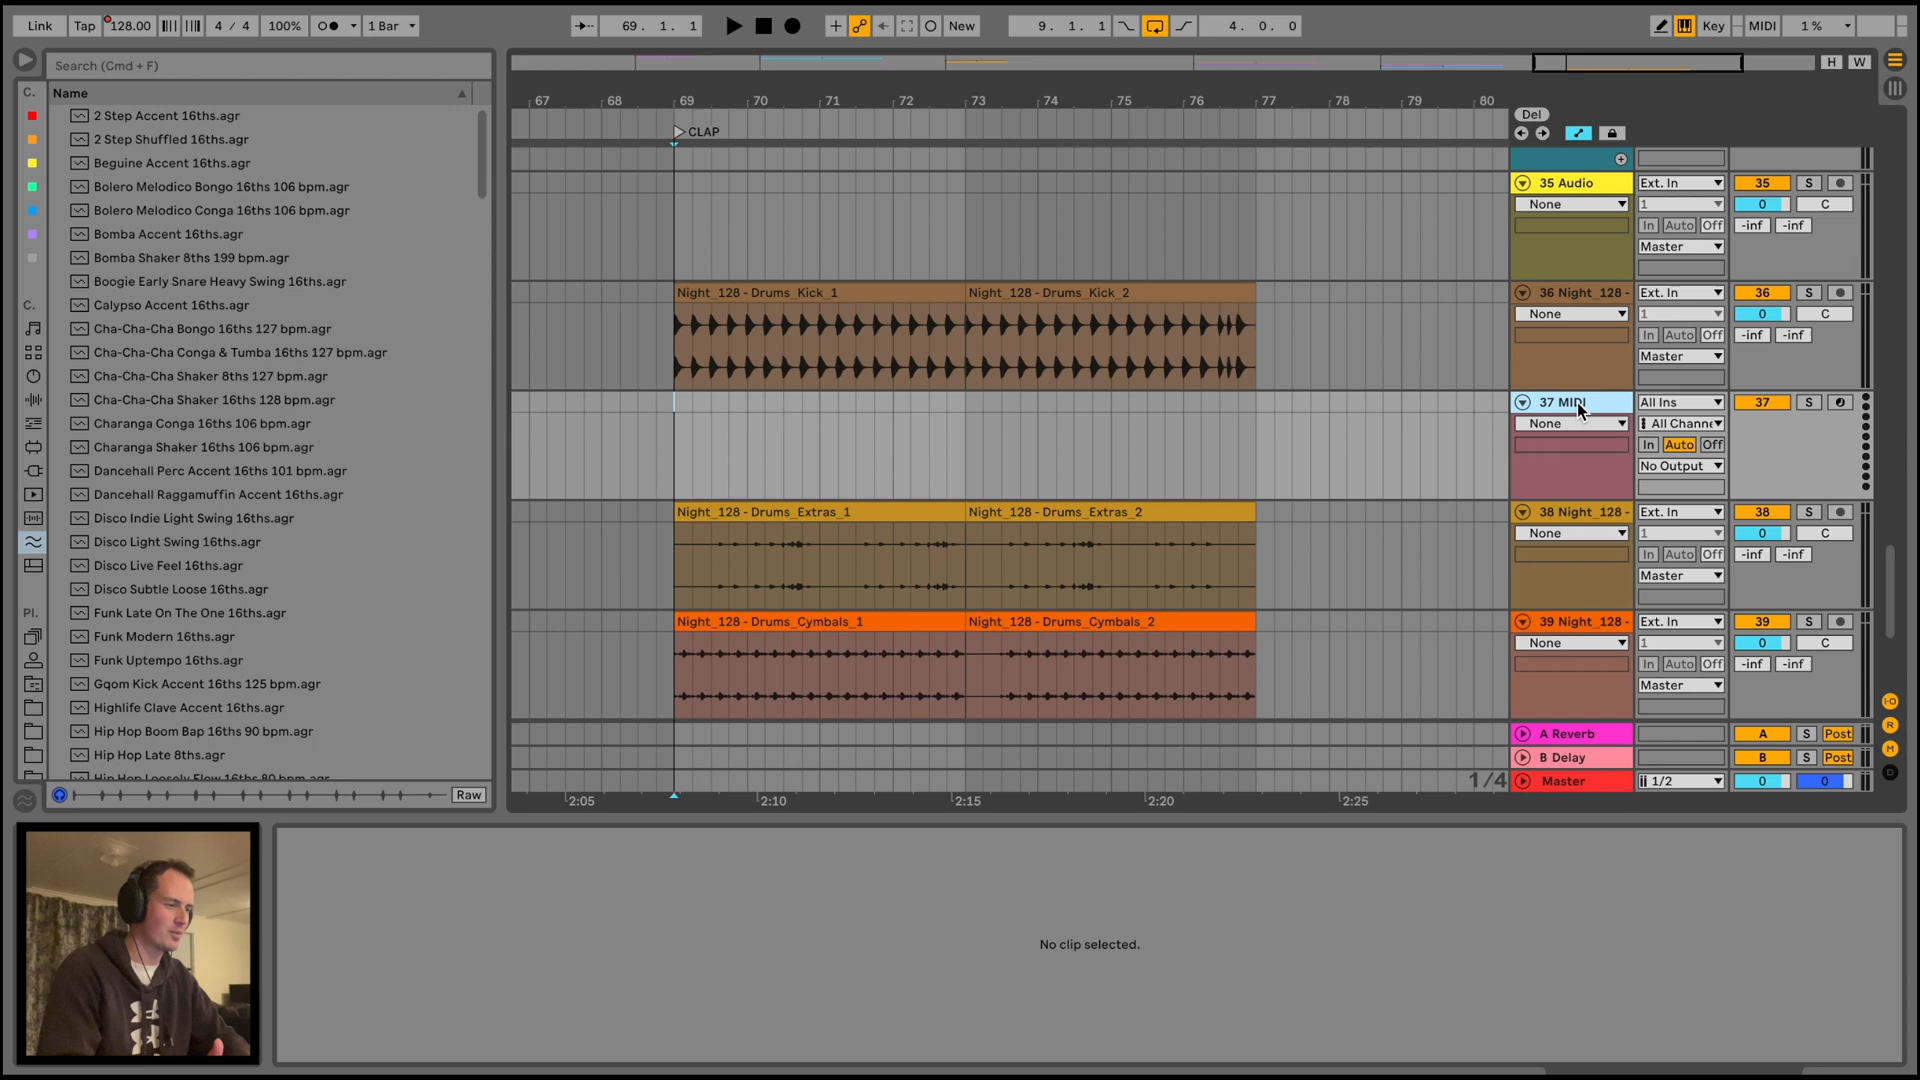 Link Tap 128.00 4 / 4 100% 1 Bar 69. 1. 1 New 9. 1. 1 4. 0. 0 Key MIDI 1 %
Search (Cmd + F)
H W
C. Name
67 68 69 70 71 72 73 74 75 76 77 78 79 80
Del
CLAP
2 Step Accent 16ths.agr
2 Step Shuffled 16ths.agr
Beguine Accent 16ths.agr
Bolero Melodico Bongo 16ths 106 bpm.agr
Bolero Melodico Conga 16ths 106 bpm.agr
Bomba Accent 16ths.agr
Bomba Shaker 8ths 199 bpm.agr
Boogie Early Snare Heavy Swing 16ths.agr
C. Calypso Accent 16ths.agr
Cha-Cha-Cha Bongo 16ths 127 bpm.agr
Cha-Cha-Cha Conga & Tumba 16ths 127 bpm.agr
Cha-Cha-Cha Shaker 8ths 127 bpm.agr
Cha-Cha-Cha Shaker 16ths 128 bpm.agr
Charanga Conga 16ths 106 bpm.agr
Charanga Shaker 16ths 106 bpm.agr
Dancehall Perc Accent 16ths 101 bpm.agr
Dancehall Raggamuffin Accent 16ths.agr
Disco Indie Light Swing 16ths.agr
Disco Light Swing 16ths.agr
Disco Live Feel 16ths.agr
Disco Subtle Loose 16ths.agr
Pl. Funk Late On The One 16ths.agr
Funk Modern 16ths.agr
Funk Uptempo 16ths.agr
Gqom Kick Accent 16ths 125 bpm.agr
Highlife Clave Accent 16ths.agr
Hip Hop Boom Bap 16ths 90 bpm.agr
Hip Hop Late 8ths.agr
Hip Hop Loosely Flow 16ths 80 bpm.agr
Raw
35 Audio Ext. In 35 S
None 1 0 C
In Auto Off -inf -inf
Master
Night_128 - Drums_Kick_1 Night_128 - Drums_Kick_2 36 Night_128 - Ext. In 36 S
None 1 0 C
In Auto Off -inf -inf
Master
37 MIDI All Ins 37 S
None All Channe
In Auto Off
No Output
Night_128 - Drums_Extras_1 Night_128 - Drums_Extras_2 38 Night_128 - Ext. In 38 S
None 1 0 C
In Auto Off -inf -inf
Master
Night_128 - Drums_Cymbals_1 Night_128 - Drums_Cymbals_2 39 Night_128 - Ext. In 39 S
None 1 0 C
In Auto Off -inf -inf
Master
I·O
R
M
D
A Reverb A S Post
B Delay B S Post
1/4 Master 1/2 0 0
2:05 2:10 2:15 2:20 2:25
No clip selected.